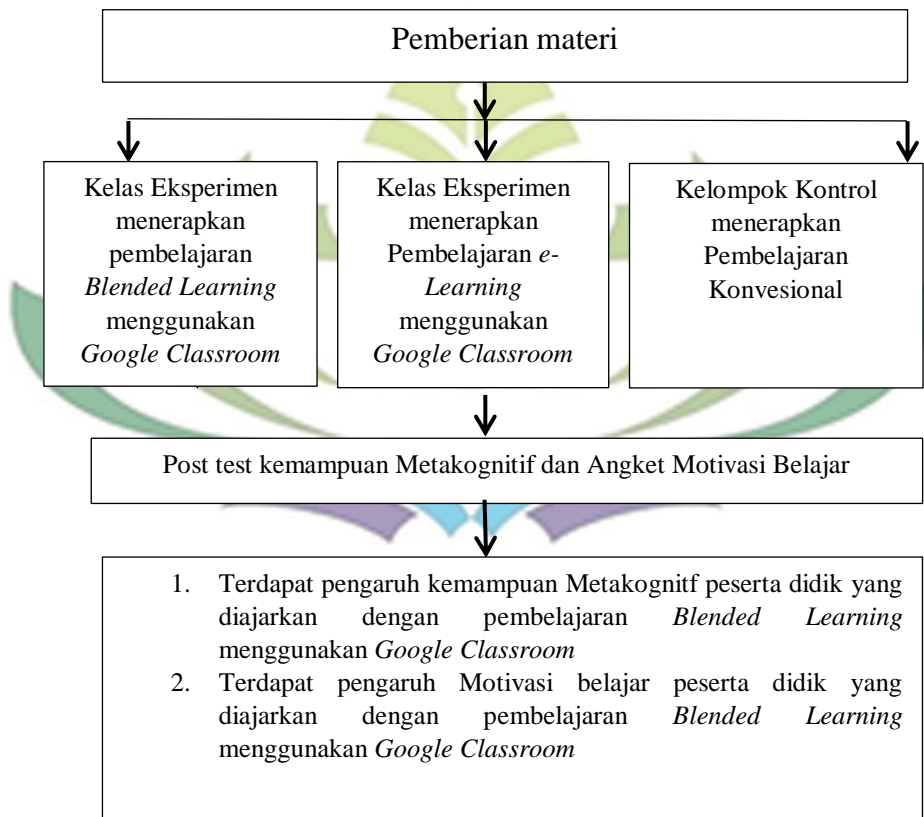 Pemberian materi
Kelas Eksperimen
menerapkan
pembelajaran
Blended Learning
menggunakan
Google Classroom
Kelas Eksperimen
menerapkan
Pembelajaran e-
Learning
menggunakan
Google Classroom
Kelompok Kontrol
menerapkan
Pembelajaran
Konvesional
Post test kemampuan Metakognitif dan Angket Motivasi Belajar
1. Terdapat pengaruh kemampuan Metakognitf peserta didik yang
diajarkan dengan pembelajaran Blended Learning
menggunakan Google Classroom
2. Terdapat pengaruh Motivasi belajar peserta didik yang
diajarkan dengan pembelajaran Blended Learning
menggunakan Google Classroom